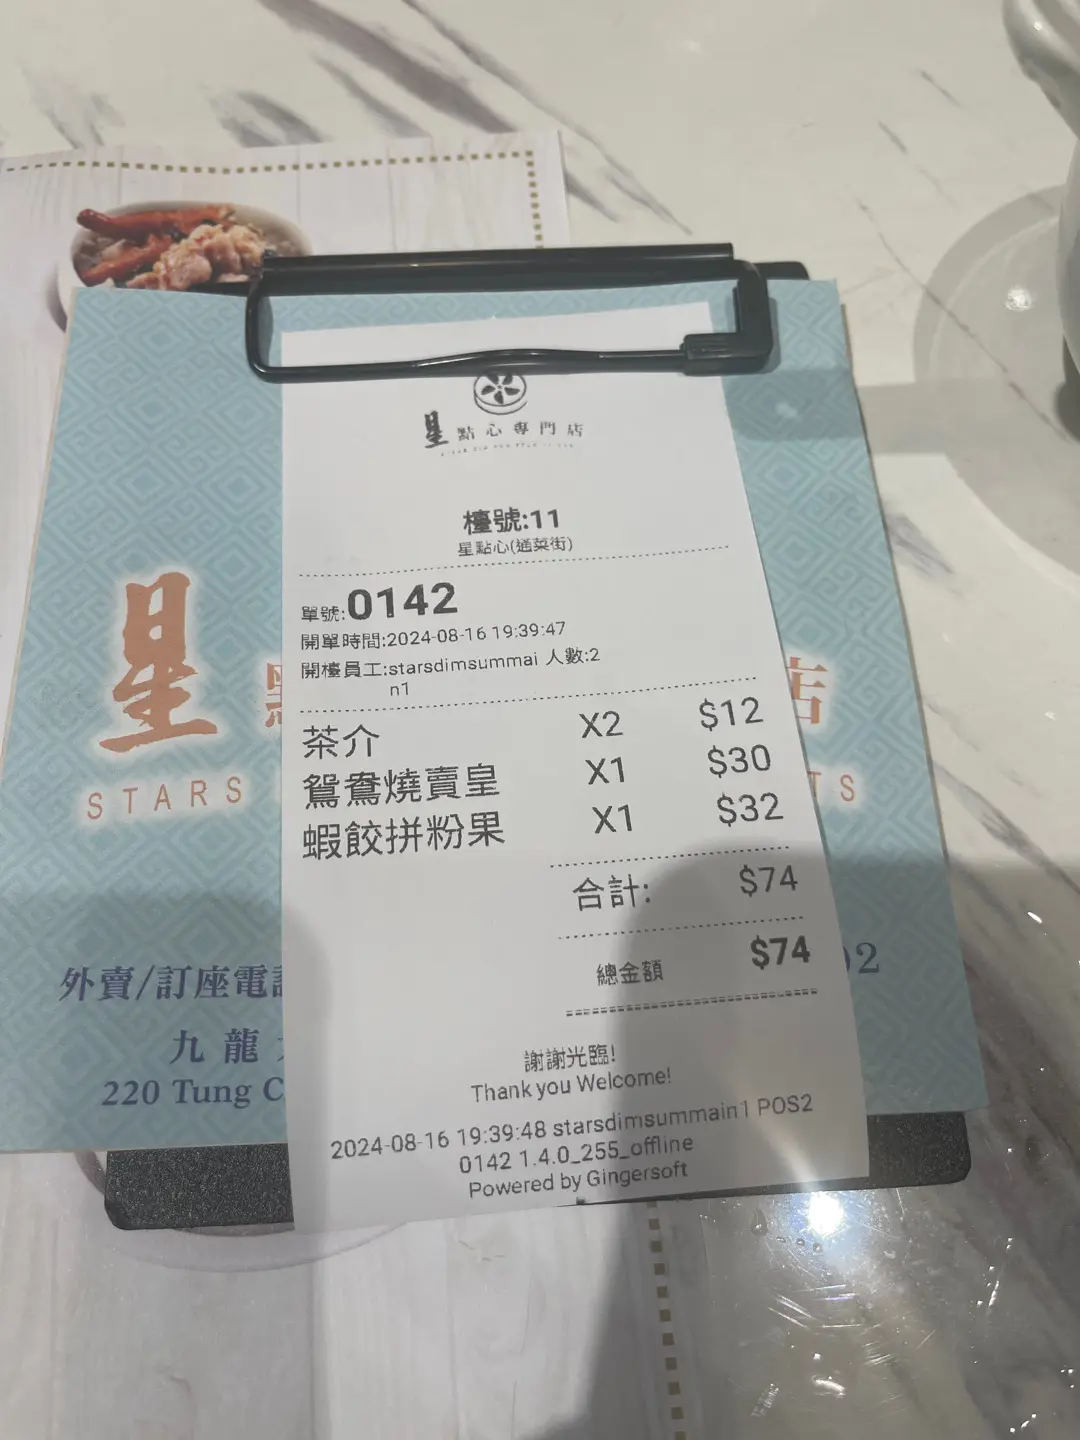 星點心專門店
檯號:11
星點心(通菜街)
單號:0142
開單時間:2024-08-16 19:39:47
開檯員工:starsdimsummai 人數:2
n1
茶介 X2 $12
鴛鴦燒賣皇 X1 $30
蝦餃拼粉果 X1 $32
合計: $74
總金額 $74
謝謝光臨!
Thank you Welcome!
2024-08-16 19:39:48 starsdimsummain1 POS2
0142 1.4.0_255_offline
Powered by Gingersoft
星 店
STARS TS
外賣/訂座電 02
九龍
220 Tung C